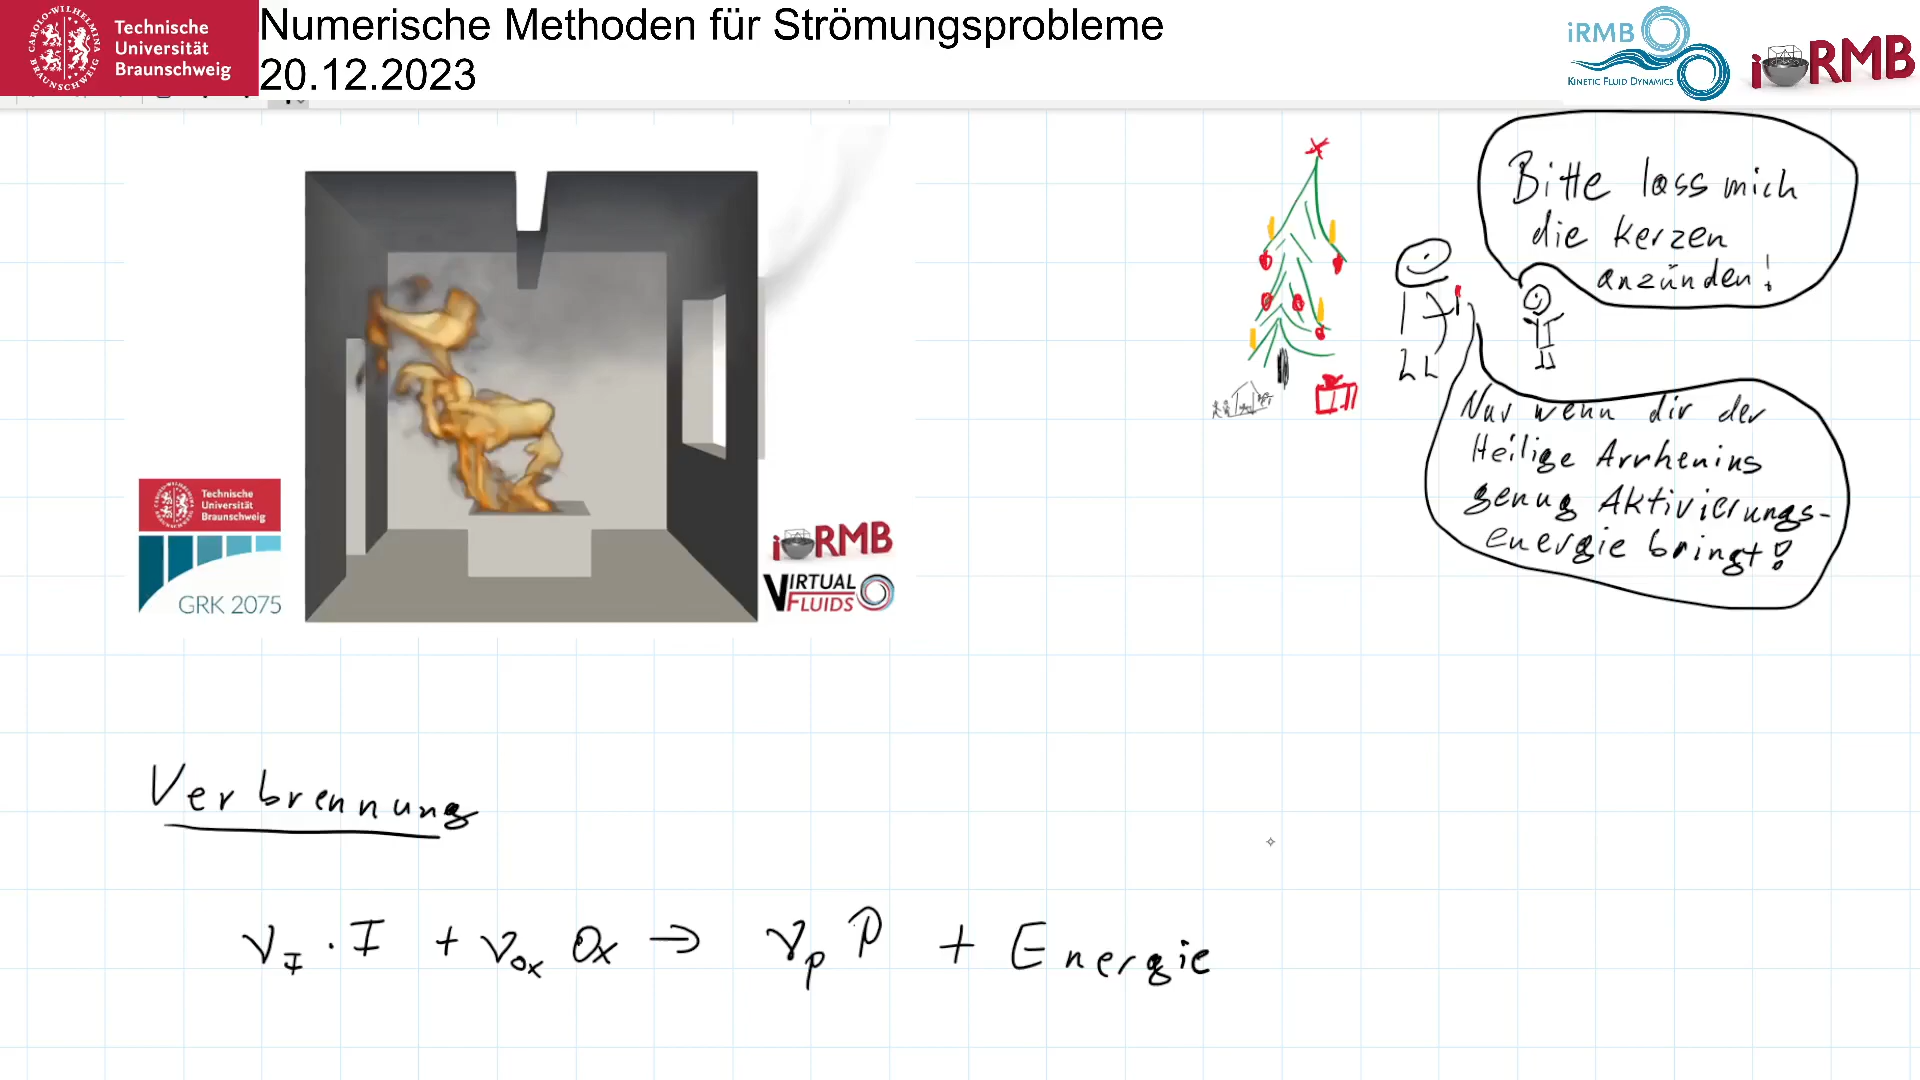 Technische
Universität
Braunschweig
Numerische Methoden für Strömungsprobleme
20.12.2023
iRMB
KINETIC FLUID DYNAMICS
iRMB
Bitte lass mich
die Kerzen
anzünden!
Nur wenn dir der
Heilige Arrhenius
genug Aktivierungs-
energie bringt!
Technische
Universität
Braunschweig
GRK 2075
iRMB
VIRTUAL
FLUIDS
Verbrennung
ν_I · I + ν_ox Ox → ν_p P + Energie